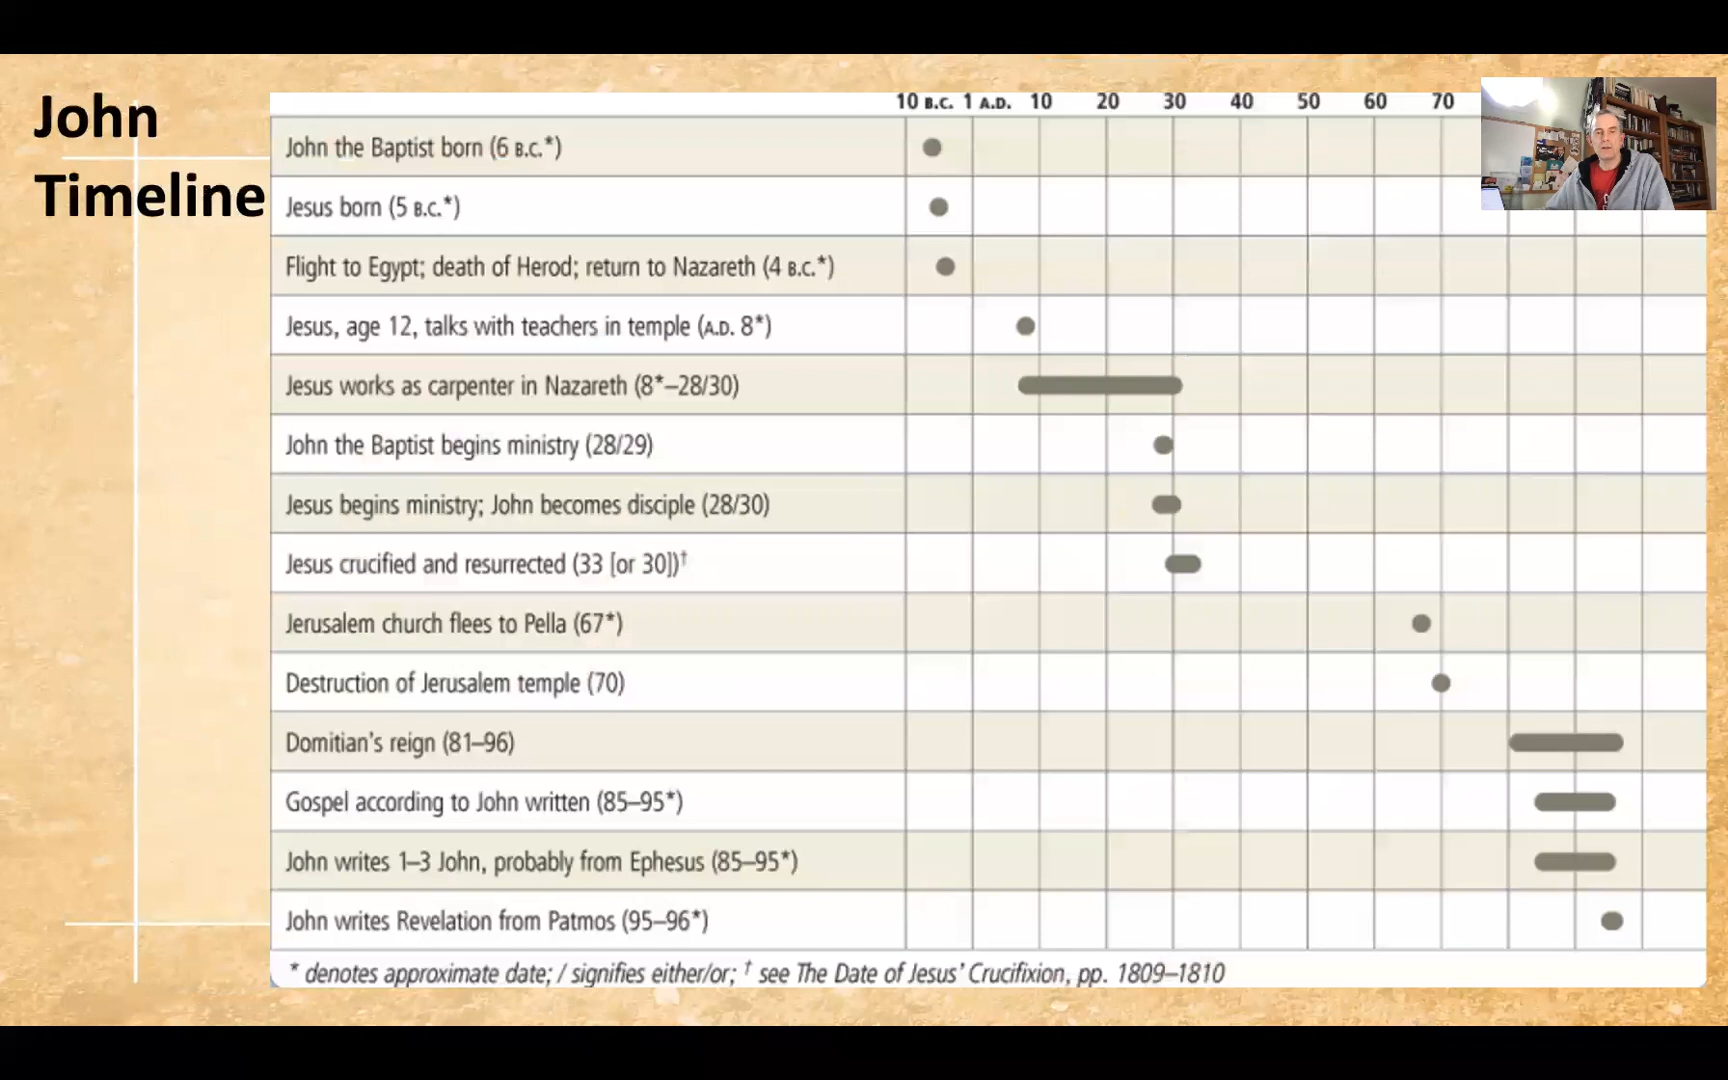 John
Timeline
10 B.C. 1 A.D. 10 20 30 40 50 60 70
John the Baptist born (6 B.C.*)
Jesus born (5 B.C.*)
Flight to Egypt; death of Herod; return to Nazareth (4 B.C.*)
Jesus, age 12, talks with teachers in temple (A.D. 8*)
Jesus works as carpenter in Nazareth (8*–28/30)
John the Baptist begins ministry (28/29)
Jesus begins ministry; John becomes disciple (28/30)
Jesus crucified and resurrected (33 [or 30])†
Jerusalem church flees to Pella (67*)
Destruction of Jerusalem temple (70)
Domitian’s reign (81–96)
Gospel according to John written (85–95*)
John writes 1–3 John, probably from Ephesus (85–95*)
John writes Revelation from Patmos (95–96*)
* denotes approximate date; / signifies either/or; † see The Date of Jesus’ Crucifixion, pp. 1809–1810